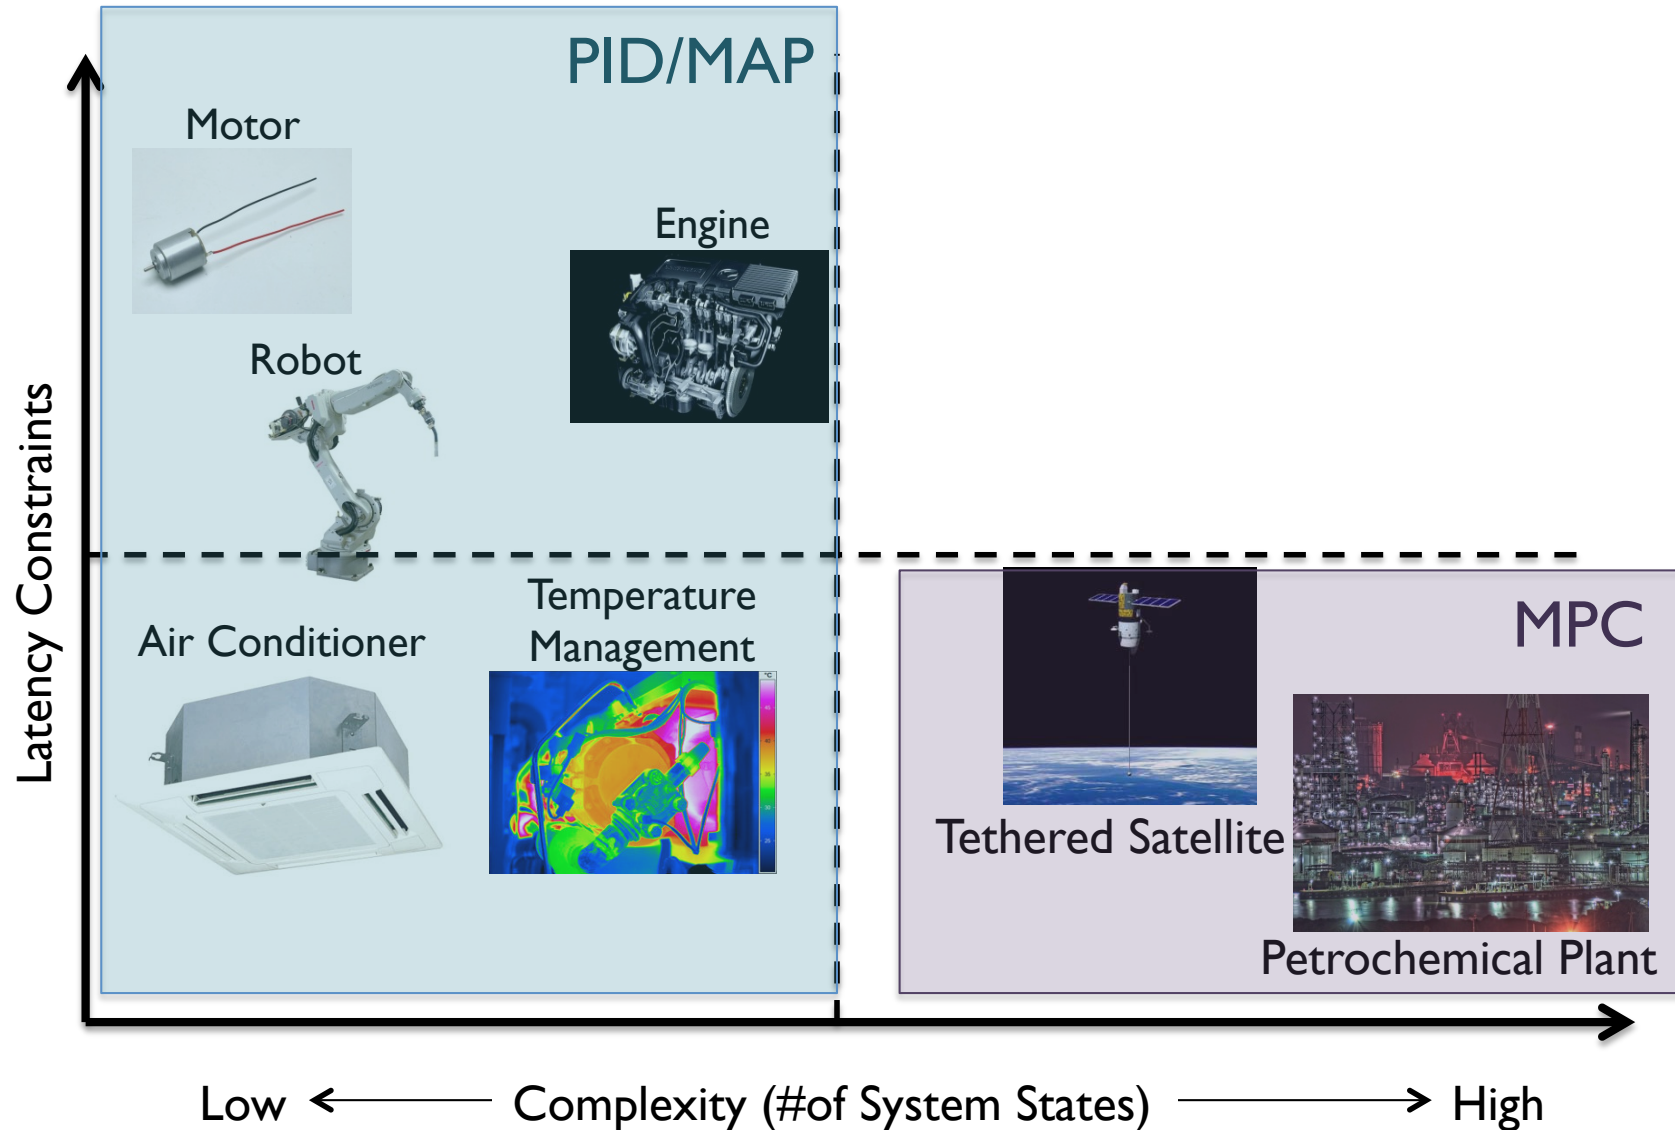 PID/MAP
Motor
Engine
Robot
Latency Constraints
Temperature
Management
Air Conditioner
MPC
Tethered Satellite
Petrochemical Plant
Low
Complexity (#of System States)
High